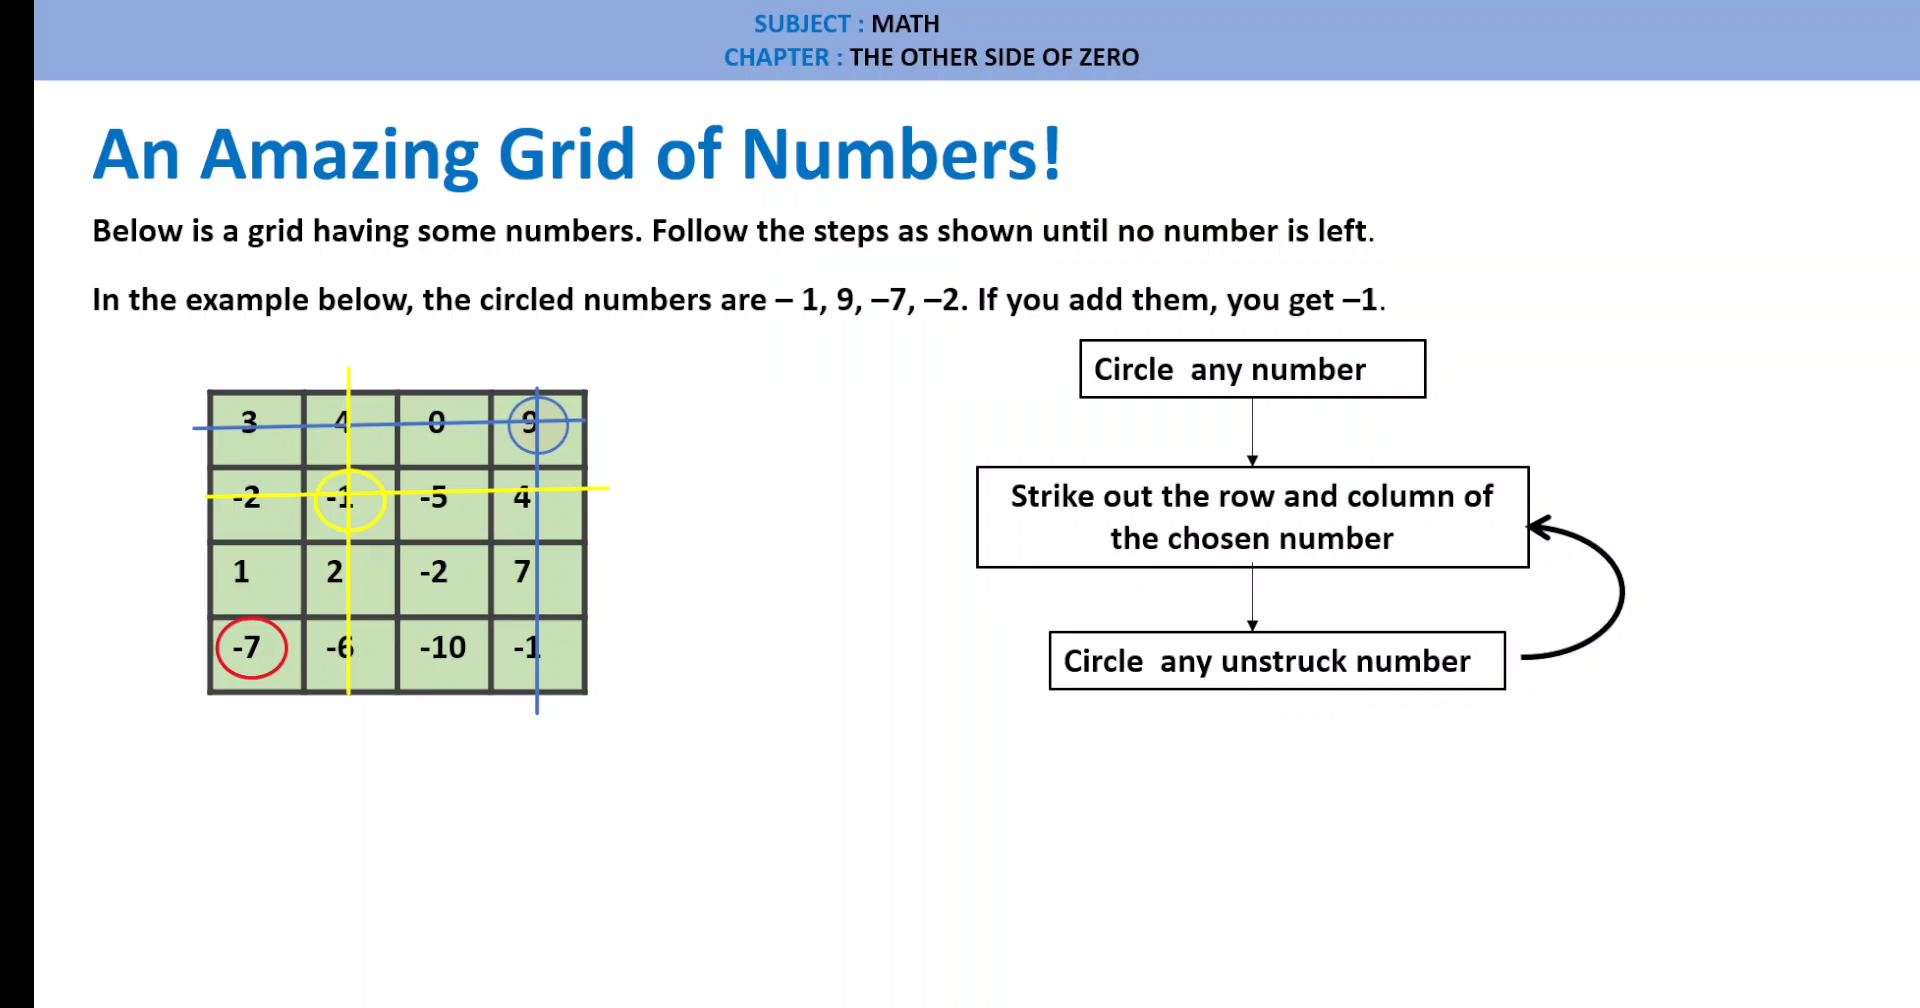 SUBJECT : MATH
CHAPTER : THE OTHER SIDE OF ZERO
An Amazing Grid of Numbers!
Below is a grid having some numbers. Follow the steps as shown until no number is left.
In the example below, the circled numbers are – 1, 9, –7, –2. If you add them, you get –1.
3 4 0 9
-2 -1 -5 4
1 2 -2 7
-7 -6 -10 -1
Circle any number
Strike out the row and column of
the chosen number
Circle any unstruck number